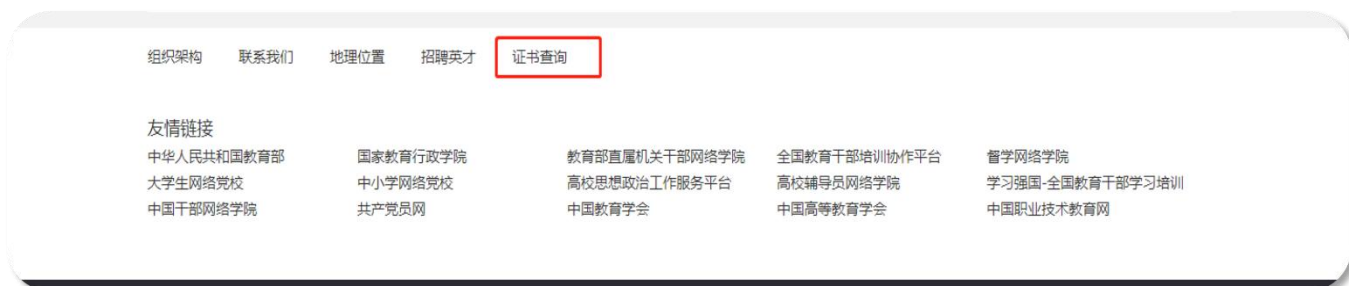 组织架构 联系我们 地理位置 招聘英才 证书查询
友情链接
中华人民共和国教育部 国家教育行政学院 教育部直属机关干部网络学院 全国教育干部培训协作平台 督学网络学院
大学生网络党校 中小学网络党校 高校思想政治工作服务平台 高校辅导员网络学院 学习强国-全国教育干部学习培训
中国干部网络学院 共产党员网 中国教育学会 中国高等教育学会 中国职业技术教育网